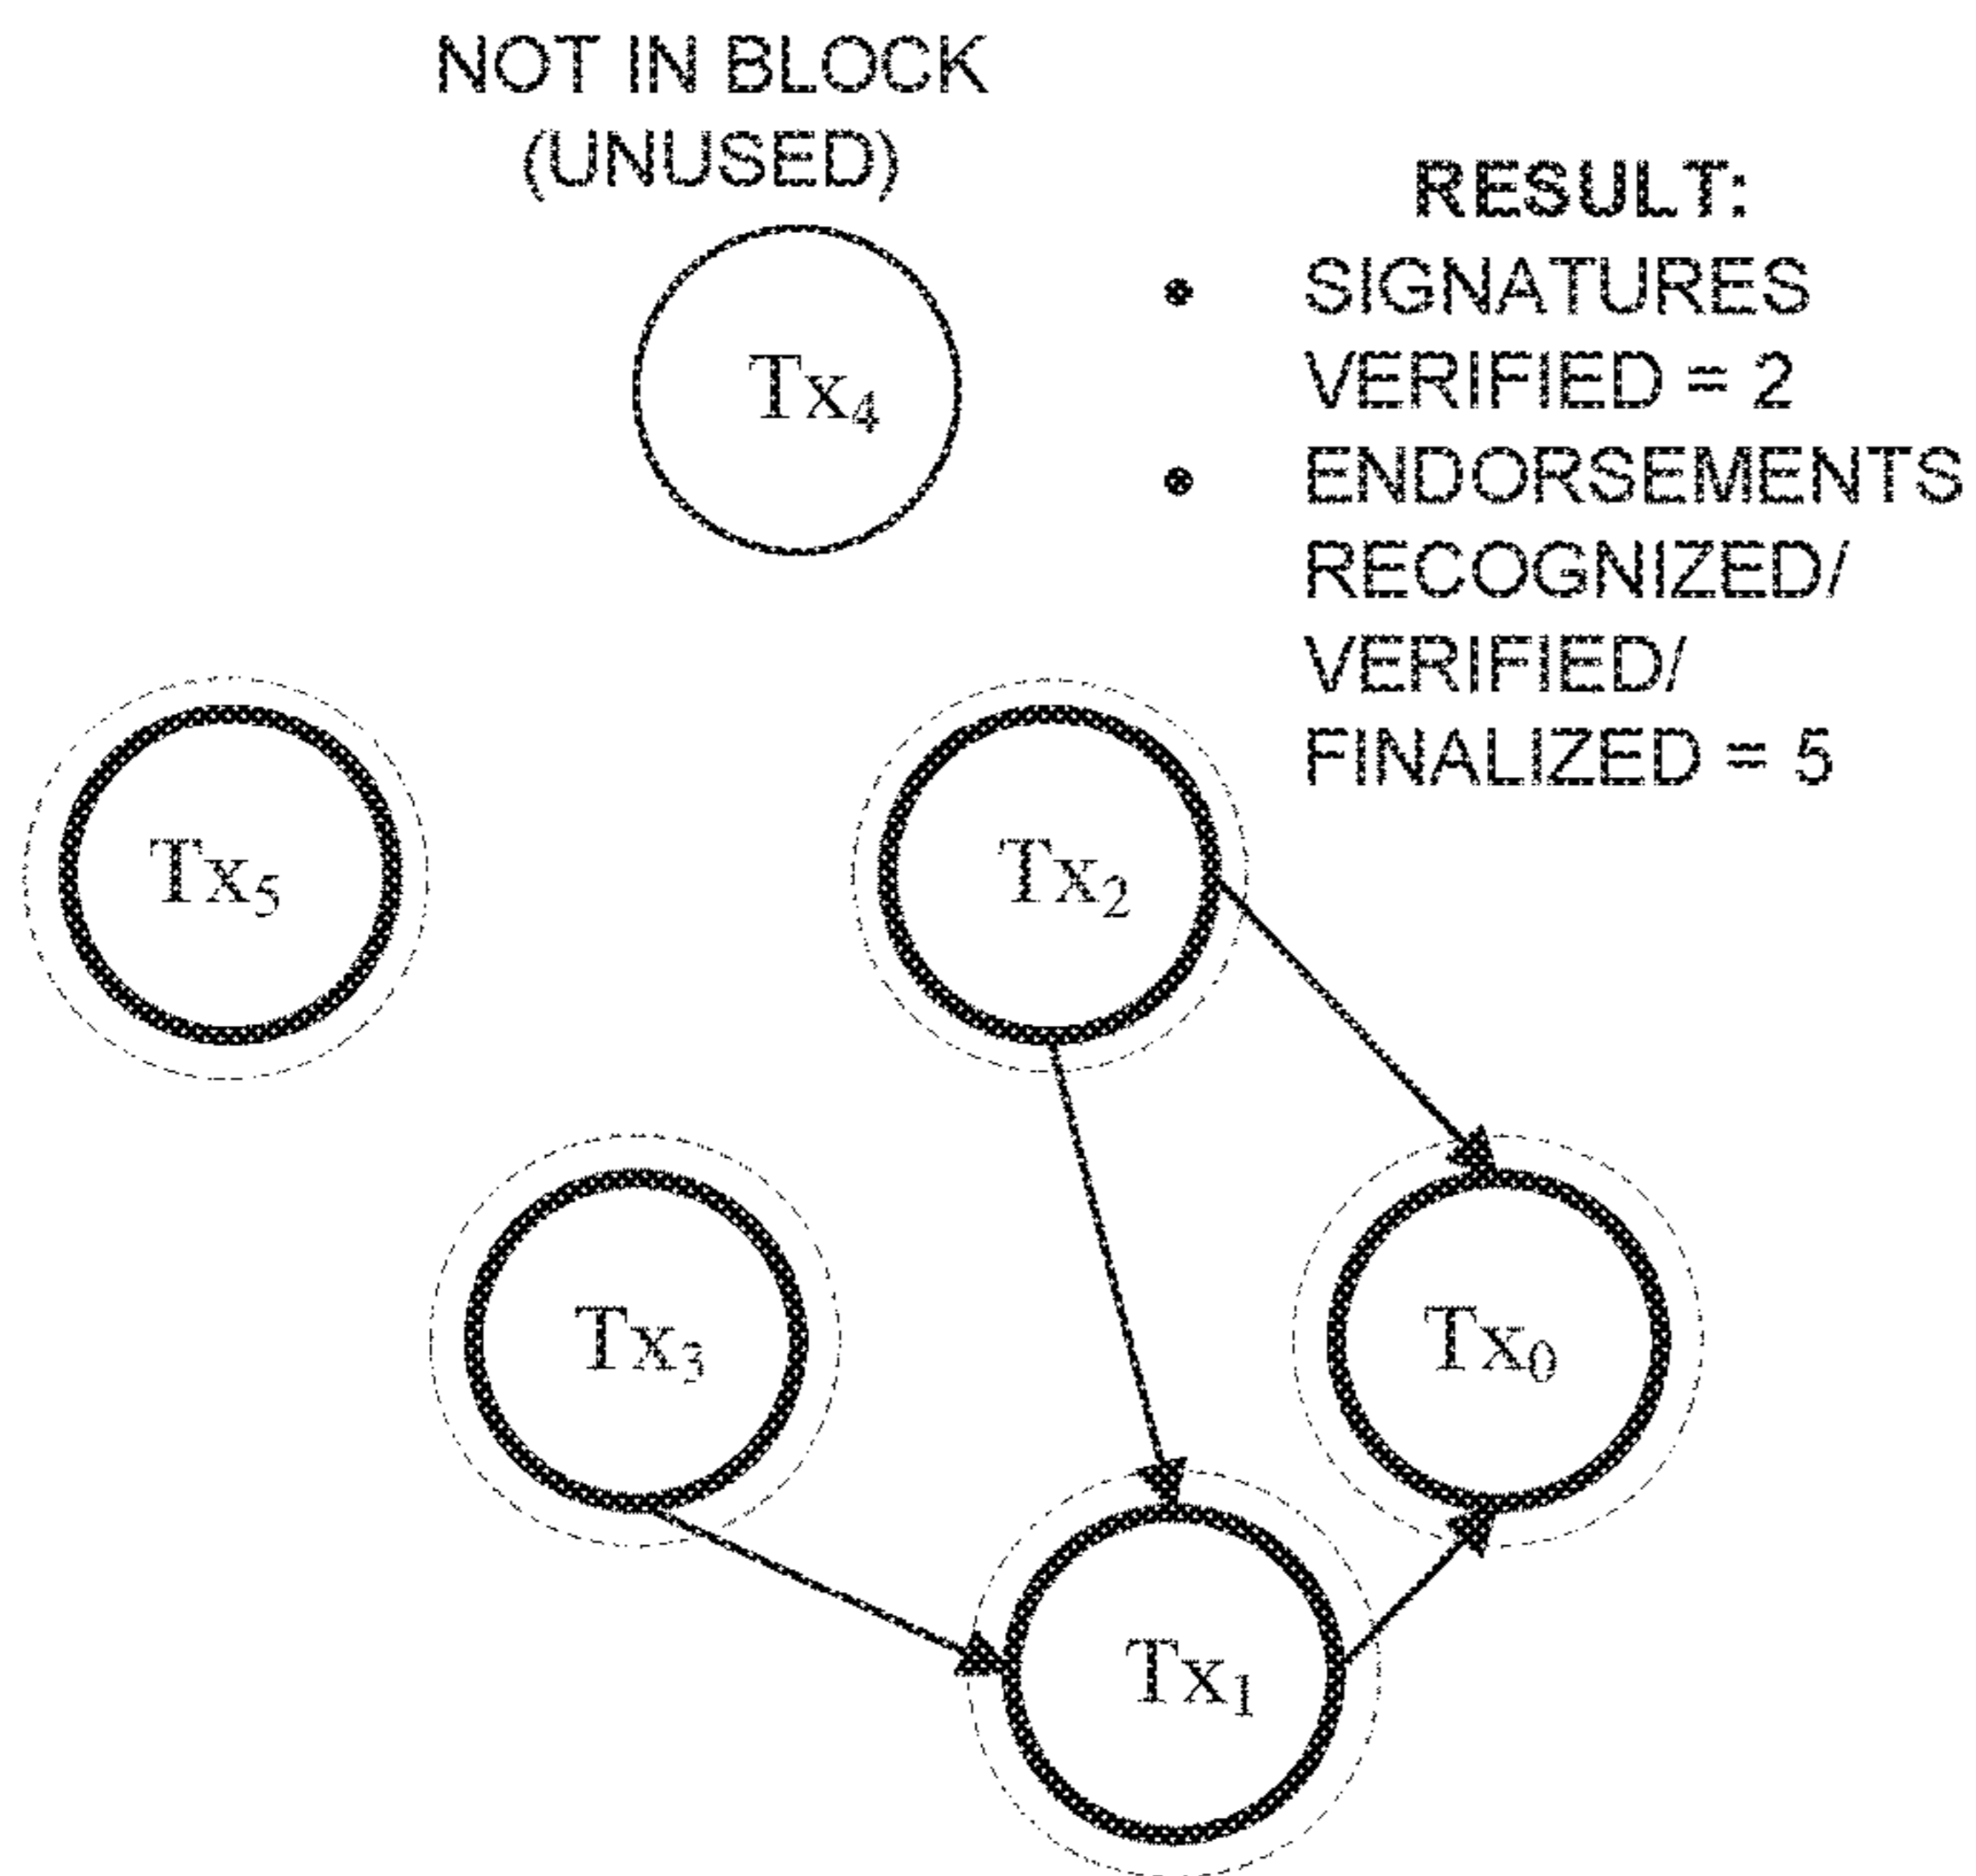 NOT IN BLOCK
(UNUSED)
Tx₄
RESULT:
• SIGNATURES
VERIFIED = 2
• ENDORSEMENTS
RECOGNIZED/
VERIFIED/
FINALIZED = 5
Tx₅
Tx₂
Tx₃
Tx₀
Tx₁